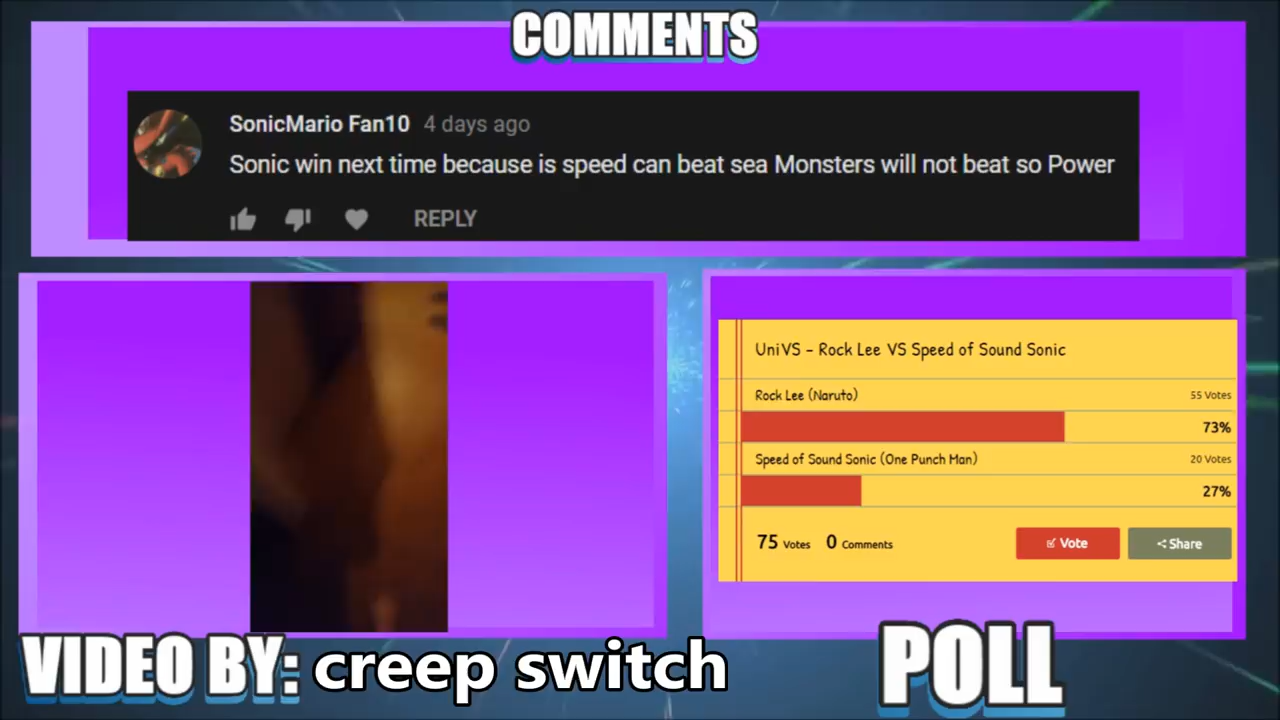 COMMENTS
SonicMario Fan10 4 days ago
Sonic win next time because is speed can beat sea Monsters will not beat so Power
REPLY
UniVS - Rock Lee VS Speed of Sound Sonic
Rock Lee (Naruto) 55 Votes
73%
Speed of Sound Sonic (One Punch Man) 20 Votes
27%
75 Votes 0 Comments Vote Share
VIDEO BY: creep switch
POLL